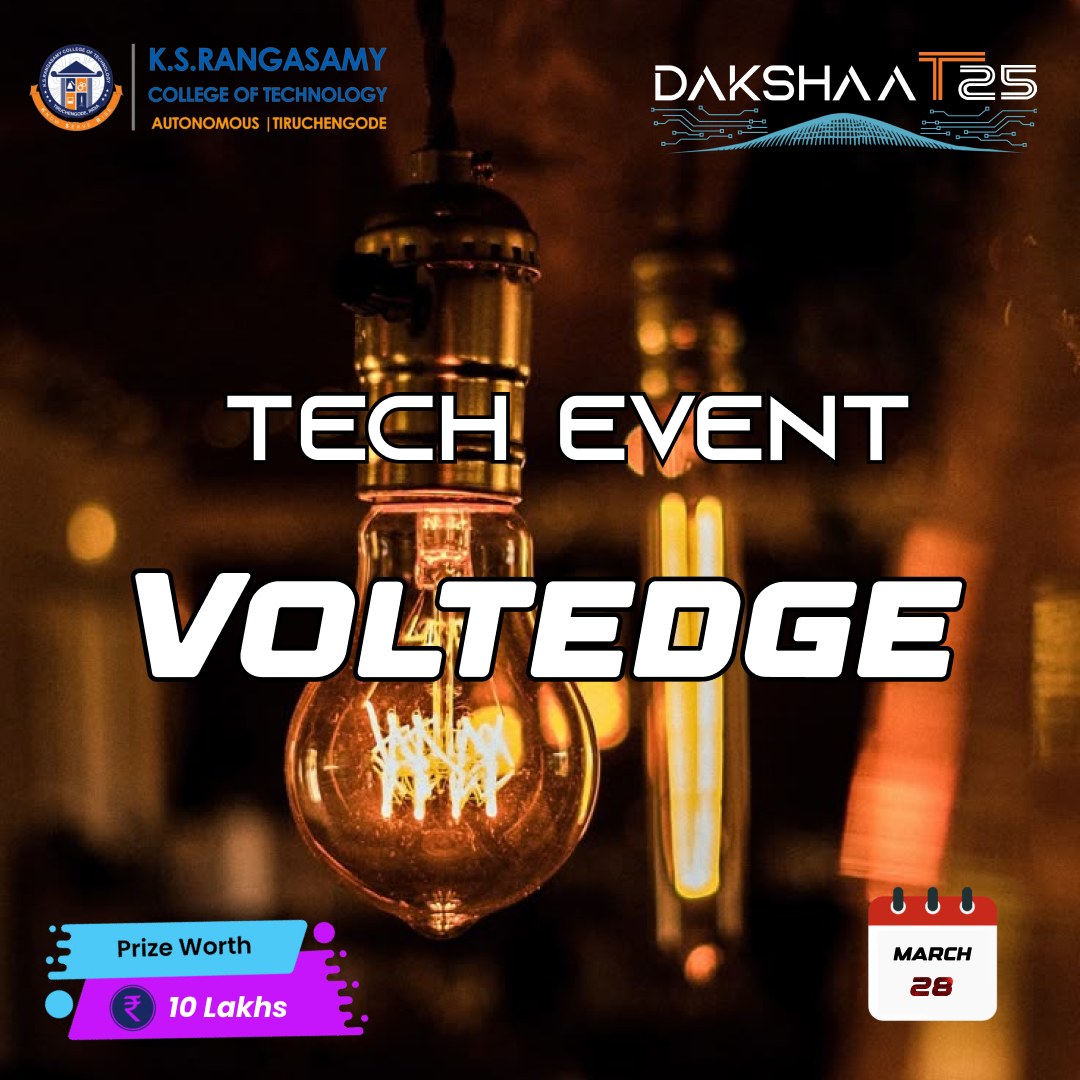 K.S.RANGASAMY
COLLEGE OF TECHNOLOGY
AUTONOMOUS | TIRUCHENGODE
DAKSHAA T25
TECH EVENT
VOLTEDGE
Prize Worth
₹ 10 Lakhs
MARCH
28